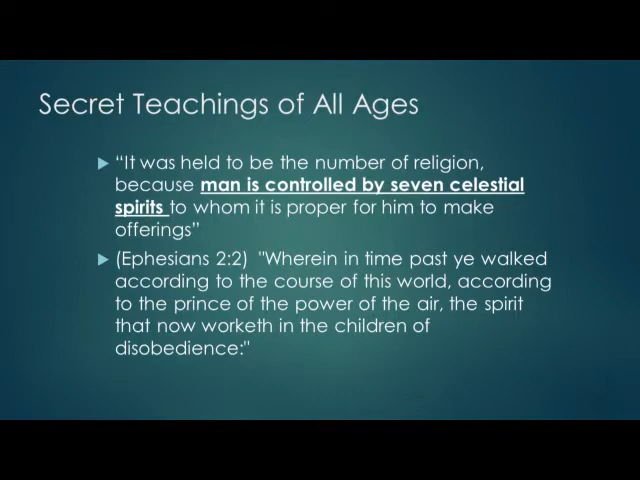 Secret Teachings of All Ages
“It was held to be the number of religion,
because man is controlled by seven celestial
spirits to whom it is proper for him to make
offerings”
(Ephesians 2:2) "Wherein in time past ye walked
according to the course of this world, according
to the prince of the power of the air, the spirit
that now worketh in the children of
disobedience:"